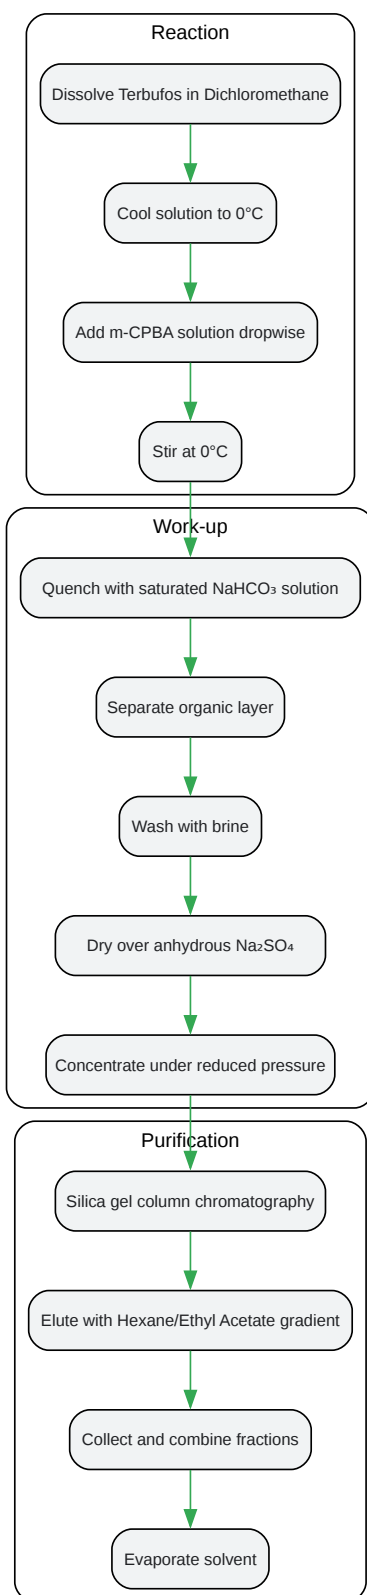 Reaction
Dissolve Terbufos in Dichloromethane
Cool solution to 0°C
Add m-CPBA solution dropwise
Stir at 0°C
Work-up
Quench with saturated NaHCO₃ solution
Separate organic layer
Wash with brine
Dry over anhydrous Na₂SO₄
Concentrate under reduced pressure
Purification
Silica gel column chromatography
Elute with Hexane/Ethyl Acetate gradient
Collect and combine fractions
Evaporate solvent